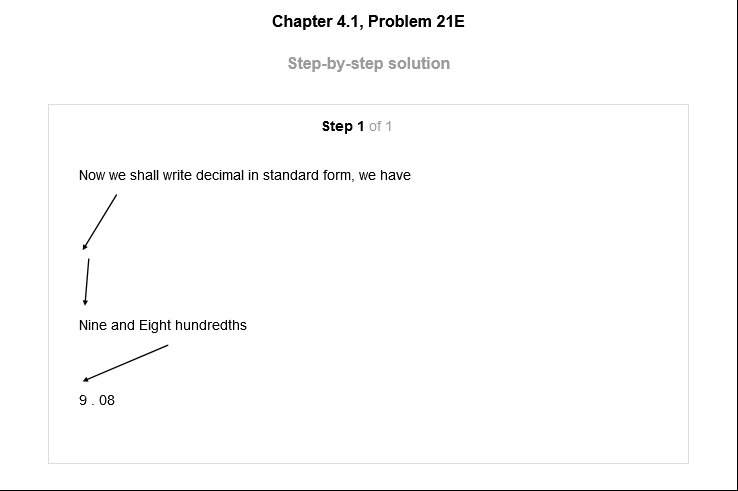 Chapter 4.1, Problem 21E
Step-by-step solution
Step 1 of 1
Now we shall write decimal in standard form, we have
Nine and Eight hundredths
9 . 08